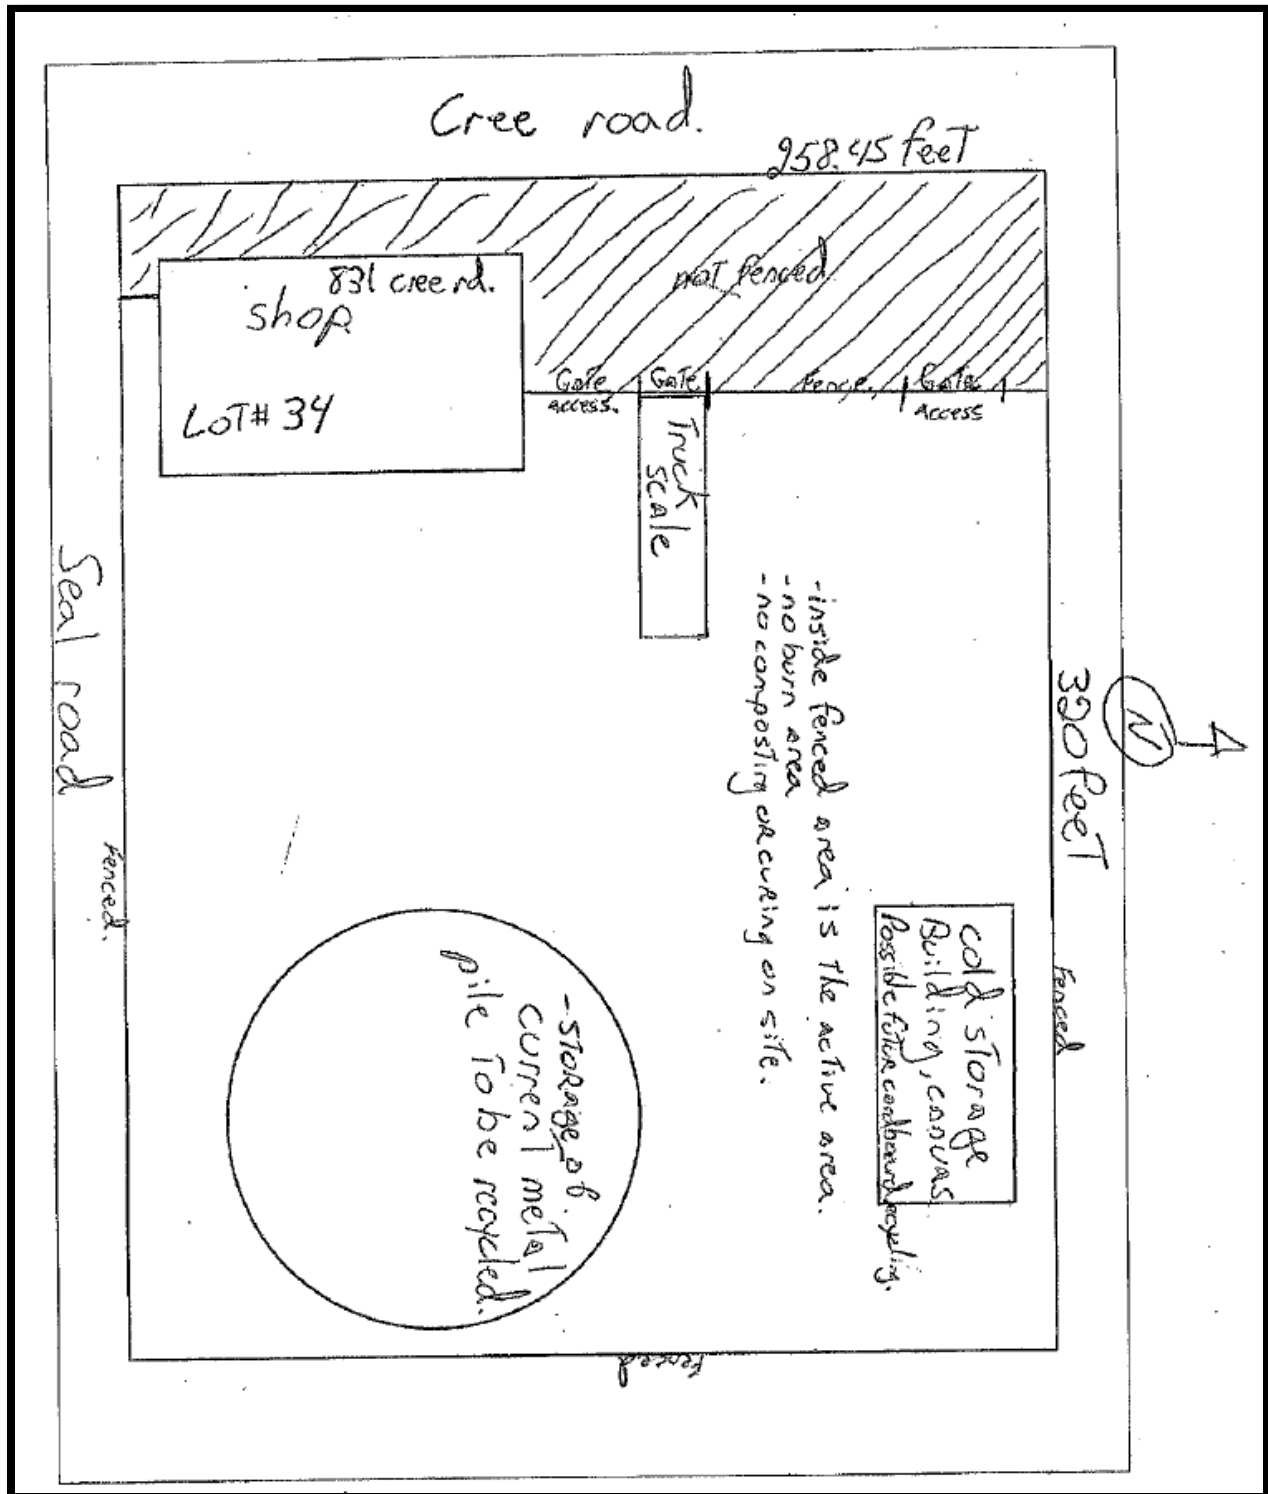 Cree road.
258.45 feet
not fenced
831 cree rd.
shop
LOT# 34
Gate
access.
Gate
Fence.
Gate
access
Truck
scale
-inside fenced area is the active area.
-no burn area
-no composting or curing on site.
Seal road
Fenced.
320 feet
N
Fenced
cold storage
Building, canvas
Possible future cardboard recycling.
-storage of
current metal
pile to be recycled.
Fenced